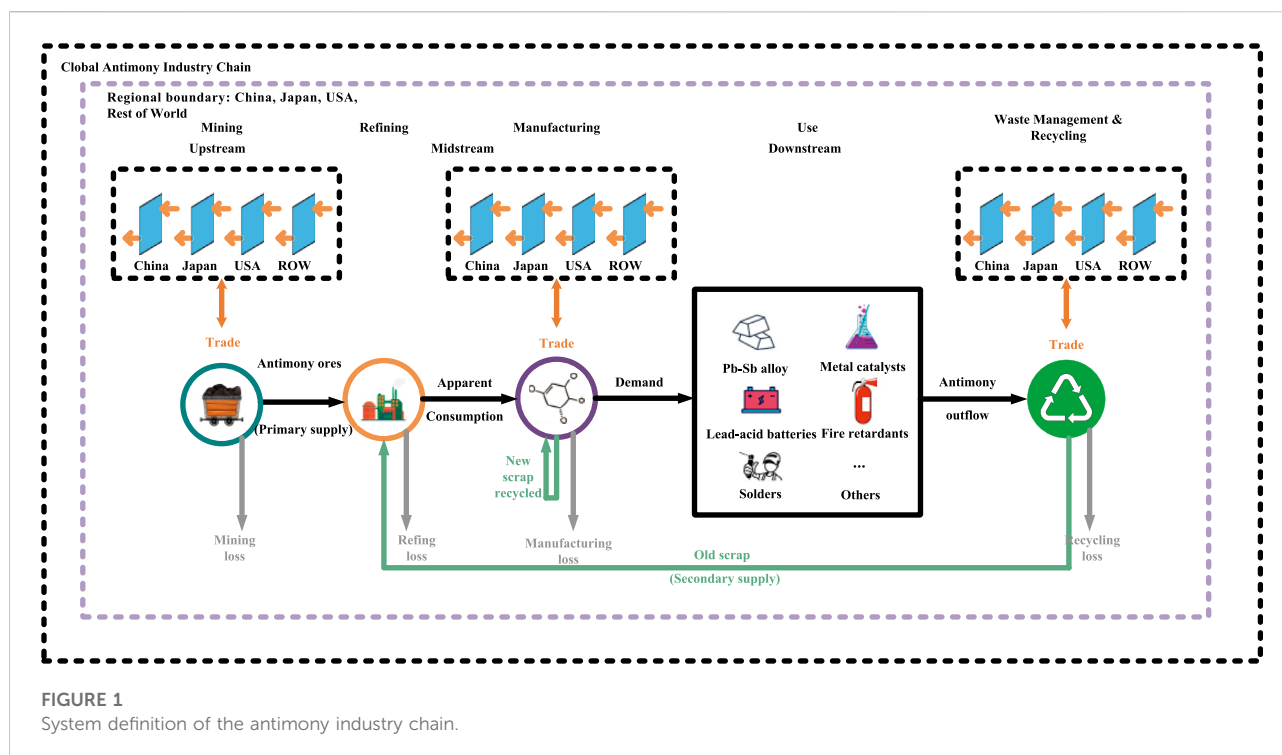 Clobal Antimony Industry Chain
Regional boundary: China, Japan, USA,
Rest of World
Mining
Upstream
Refining
Midstream
Manufacturing
Use
Downstream
Waste Management &
Recycling
China Japan USA ROW
China Japan USA ROW
China Japan USA ROW
Trade
Trade
Trade
Antimony ores
(Primary supply)
Apparent
Consumption
Demand
Pb-Sb alloy
Metal catalysts
Lead-acid batteries
Fire retardants
Solders
...
Others
Antimony
outflow
New
scrap
recycled
Mining
loss
Refing
loss
Manufacturing
loss
Recycling
loss
Old scrap
(Secondary supply)
FIGURE 1
System definition of the antimony industry chain.